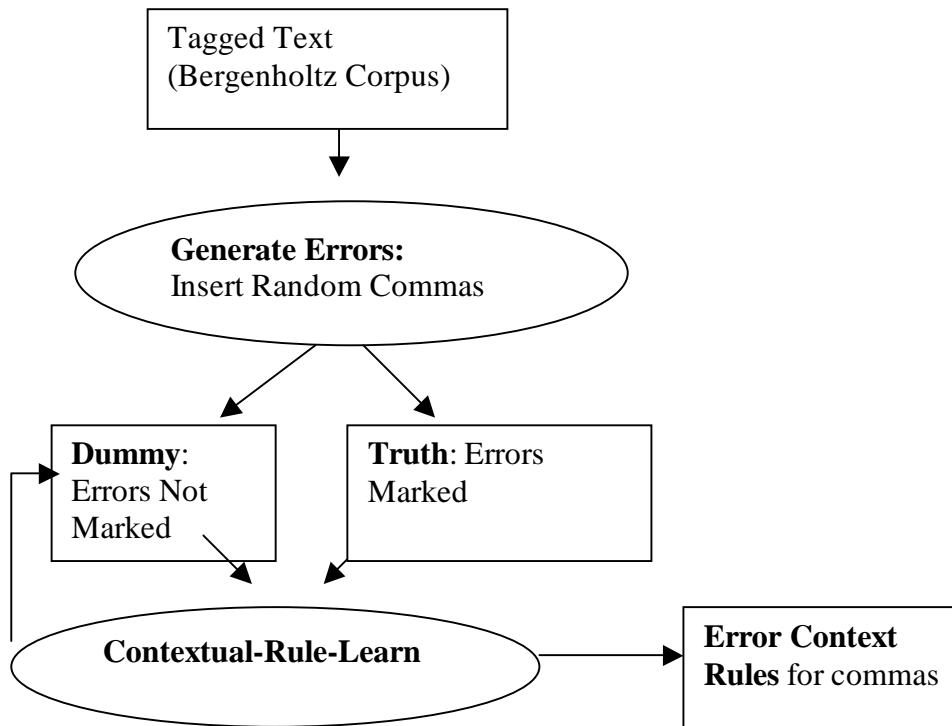 Tagged Text
(Bergenholtz Corpus)
Generate Errors:
Insert Random Commas
Dummy:
Errors Not
Marked
Truth: Errors
Marked
Contextual-Rule-Learn
Error Context
Rules for commas